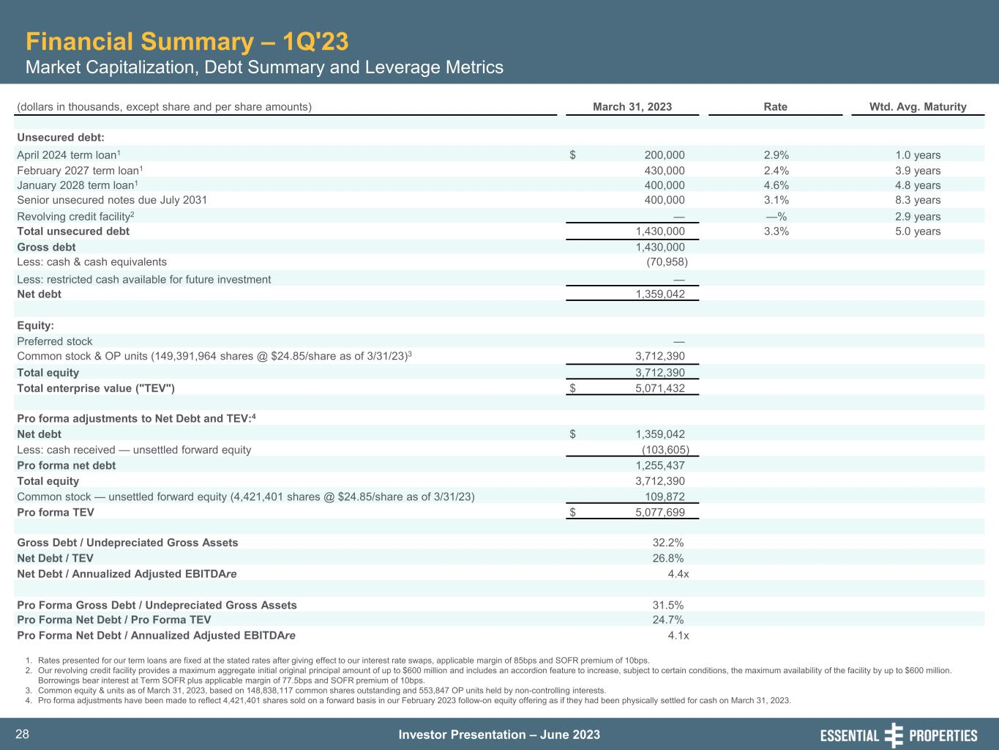 Financial Summary – 1Q'23
Market Capitalization, Debt Summary and Leverage Metrics
(dollars in thousands, except share and per share amounts) March 31, 2023 Rate Wtd. Avg. Maturity
Unsecured debt:
April 2024 term loan¹ $ 200,000 2.9% 1.0 years
February 2027 term loan¹ 430,000 2.4% 3.9 years
January 2028 term loan¹ 400,000 4.6% 4.8 years
Senior unsecured notes due July 2031 400,000 3.1% 8.3 years
Revolving credit facility² — —% 2.9 years
Total unsecured debt 1,430,000 3.3% 5.0 years
Gross debt 1,430,000
Less: cash & cash equivalents (70,958)
Less: restricted cash available for future investment —
Net debt 1,359,042
Equity:
Preferred stock —
Common stock & OP units (149,391,964 shares @ $24.85/share as of 3/31/23)³ 3,712,390
Total equity 3,712,390
Total enterprise value ("TEV") $ 5,071,432
Pro forma adjustments to Net Debt and TEV:⁴
Net debt $ 1,359,042
Less: cash received — unsettled forward equity (103,605)
Pro forma net debt 1,255,437
Total equity 3,712,390
Common stock — unsettled forward equity (4,421,401 shares @ $24.85/share as of 3/31/23) 109,872
Pro forma TEV $ 5,077,699
Gross Debt / Undepreciated Gross Assets 32.2%
Net Debt / TEV 26.8%
Net Debt / Annualized Adjusted EBITDAre 4.4x
Pro Forma Gross Debt / Undepreciated Gross Assets 31.5%
Pro Forma Net Debt / Pro Forma TEV 24.7%
Pro Forma Net Debt / Annualized Adjusted EBITDAre 4.1x
1. Rates presented for our term loans are fixed at the stated rates after giving effect to our interest rate swaps, applicable margin of 85bps and SOFR premium of 10bps.
2. Our revolving credit facility provides a maximum aggregate initial original principal amount of up to $600 million and includes an accordion feature to increase, subject to certain conditions, the maximum availability of the facility by up to $600 million.
Borrowings bear interest at Term SOFR plus applicable margin of 77.5bps and SOFR premium of 10bps.
3. Common equity & units as of March 31, 2023, based on 148,838,117 common shares outstanding and 553,847 OP units held by non-controlling interests.
4. Pro forma adjustments have been made to reflect 4,421,401 shares sold on a forward basis in our February 2023 follow-on equity offering as if they had been physically settled for cash on March 31, 2023.
28 Investor Presentation – June 2023 ESSENTIAL PROPERTIES